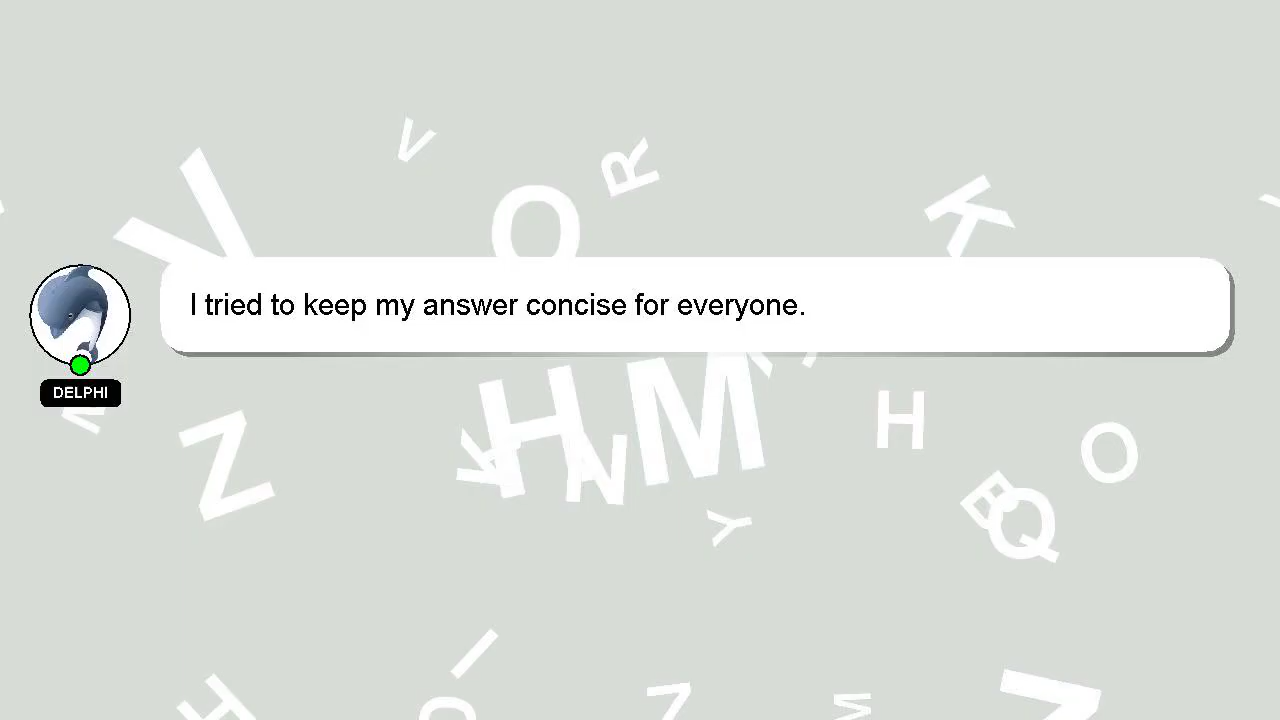 I tried to keep my answer concise for everyone.
DELPHI
V
V
O
R
K
N
Z
H
K
N
M
H
O
B
Q
Y
I
H
O
Z
M